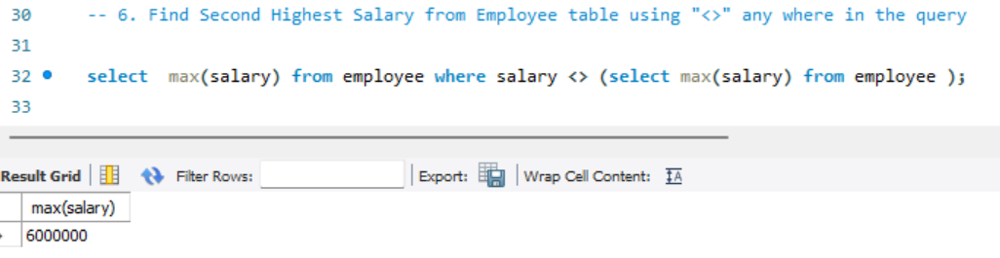 30 -- 6. Find Second Highest Salary from Employee table using "<>" any where in the query
31
32 select max(salary) from employee where salary <> (select max(salary) from employee );
33
Result Grid Filter Rows: Export: Wrap Cell Content: IA
max(salary)
6000000